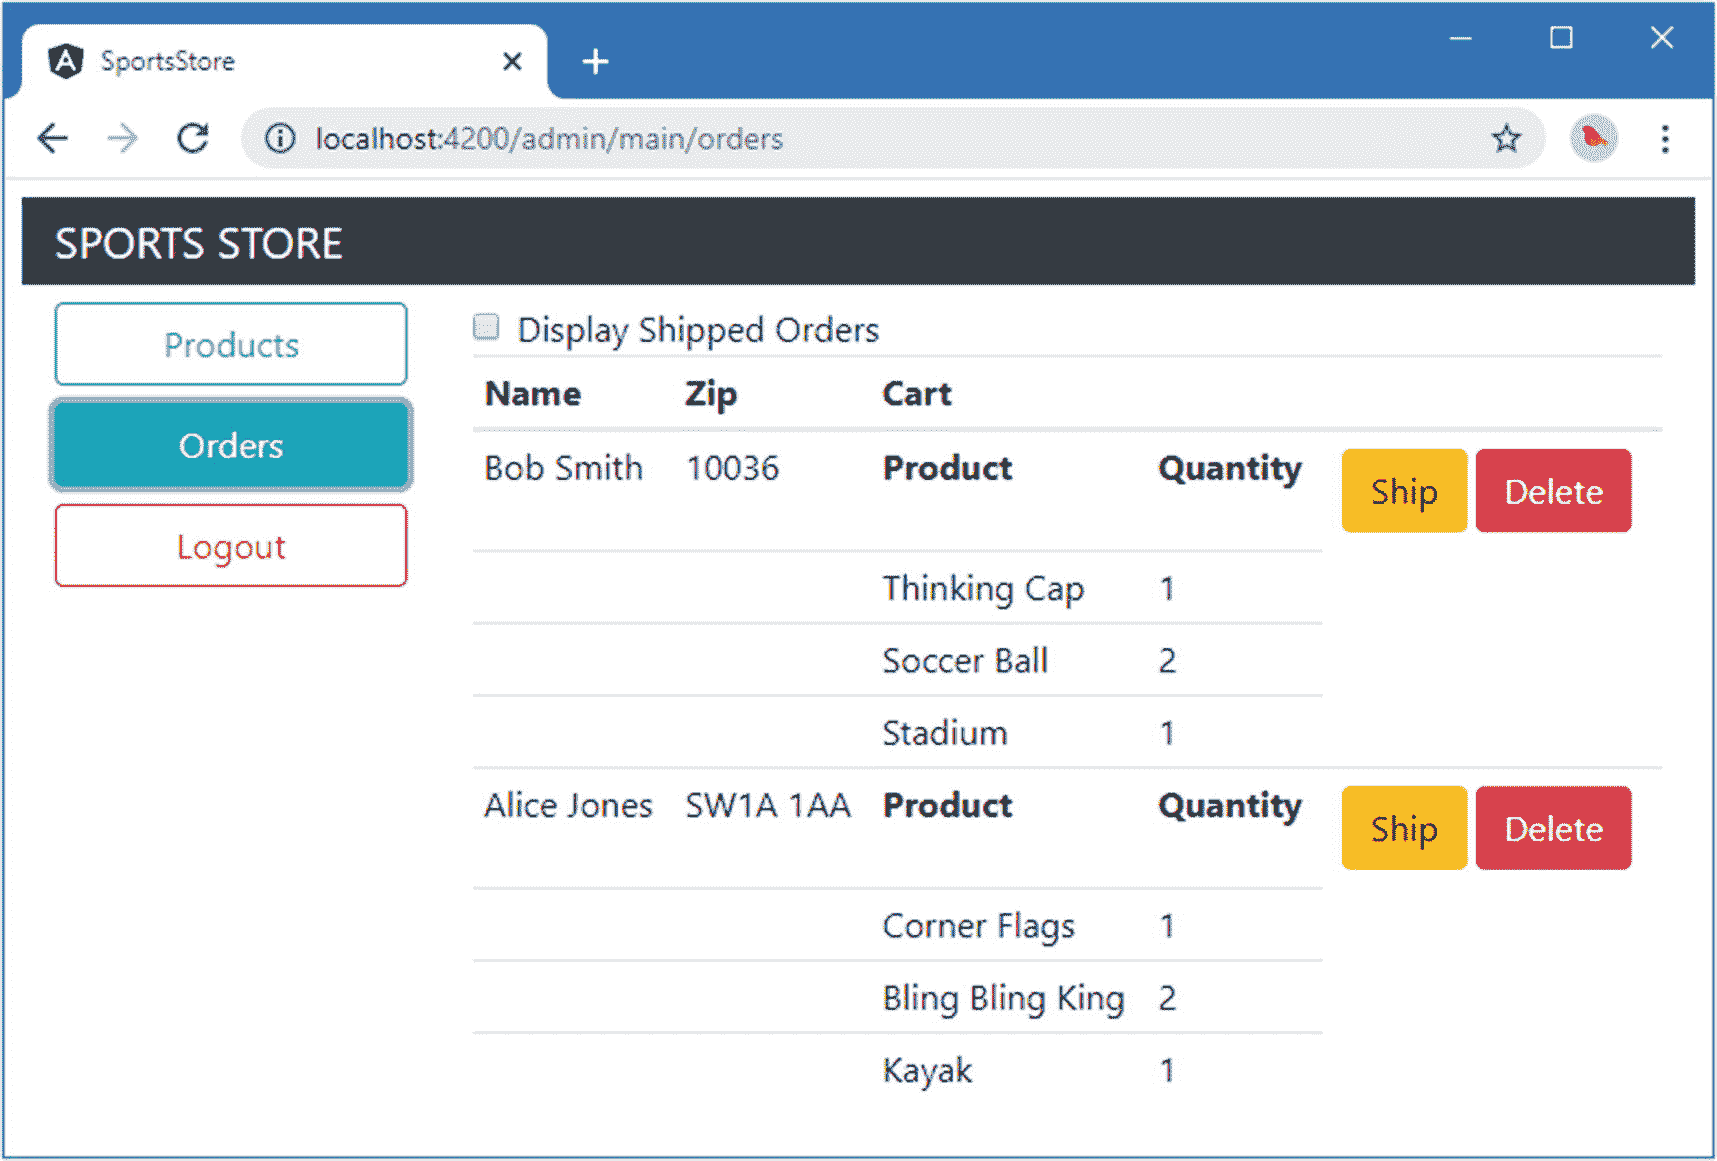 SportsStore
localhost:4200/admin/main/orders
SPORTS STORE
Products
Orders
Logout
Display Shipped Orders
Name Zip Cart
Bob Smith 10036 Product Quantity Ship Delete
Thinking Cap 1
Soccer Ball 2
Stadium 1
Alice Jones SW1A 1AA Product Quantity Ship Delete
Corner Flags 1
Bling Bling King 2
Kayak 1